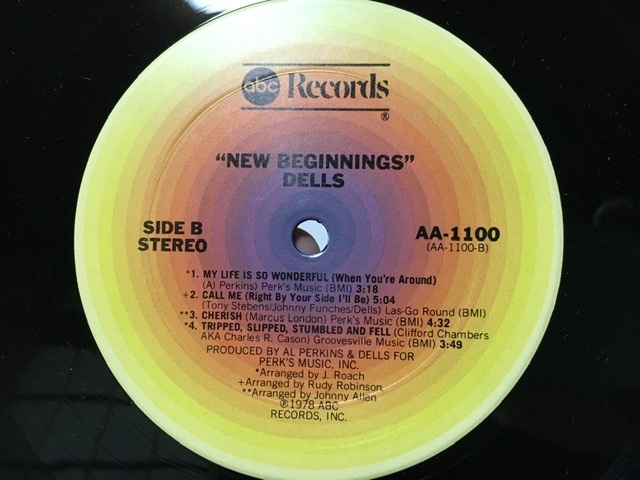 abc Records
®
"NEW BEGINNINGS"
DELLS
SIDE B
STEREO
AA-1100
(AA-1100-B)
*1. MY LIFE IS SO WONDERFUL (When You're Around)
(Al Perkins) Perk's Music (BMI) 3:18
+2. CALL ME (Right By Your Side I'll Be) 5:04
(Tony Stebens/Johnny Funches/Dells) Las-Go Round (BMI)
**3. CHERISH (Marcus London) Perk's Music (BMI) 4:32
*4. TRIPPED, SLIPPED, STUMBLED AND FELL (Clifford Chambers
AKA Charles R. Cason) Groovesville Music (BMI) 3:49
PRODUCED BY AL PERKINS & DELLS FOR
PERK'S MUSIC, INC.
*Arranged by J. Roach
+Arranged by Rudy Robinson
**Arranged by Johnny Allen
℗1978 ABC
RECORDS, INC.